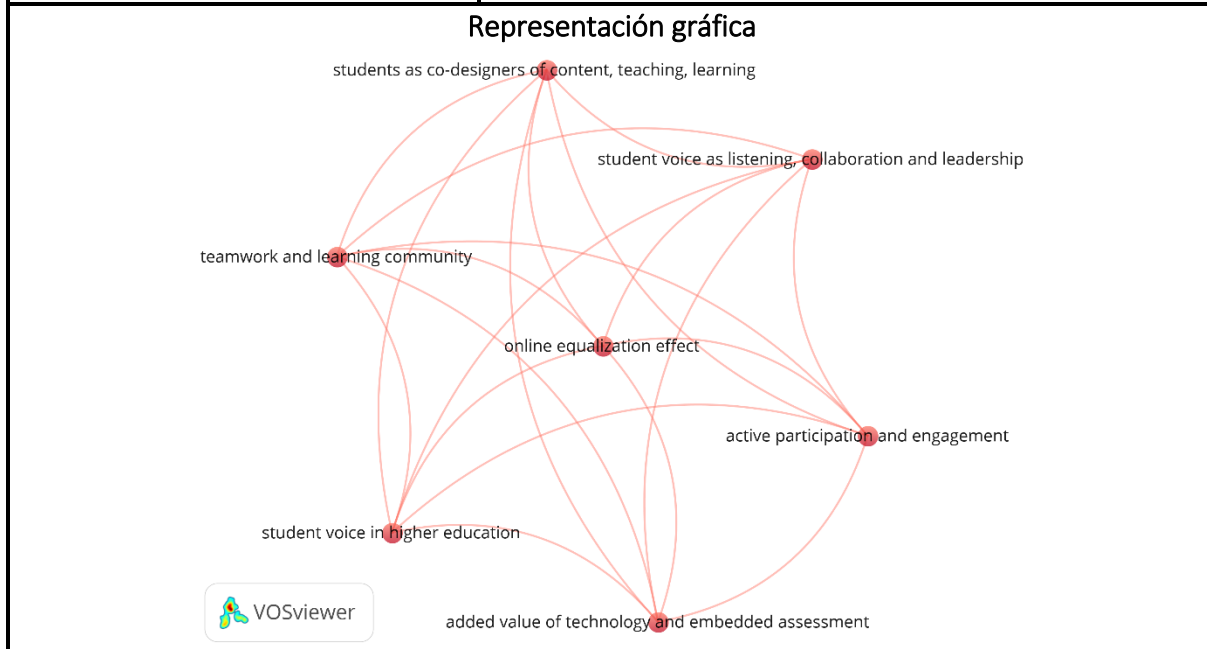 Representación gráfica
students as co-designers of content, teaching, learning
student voice as listening, collaboration and leadership
teamwork and learning community
online equalization effect
active participation and engagement
student voice in higher education
VOSviewer
added value of technology and embedded assessment